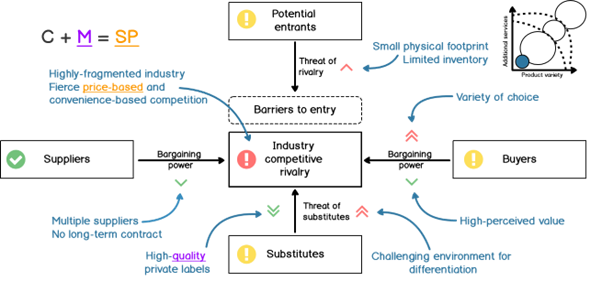 C + M = SP
Potential
entrants
Additional services
Product variety
Threat of
rivalry
Small physical footprint
Limited inventory
Highly-fragmented industry
Fierce price-based and
convenience-based competition
Barriers to entry
Variety of choice
Suppliers
Bargaining
power
Industry
competitive
rivalry
Bargaining
power
Buyers
Multiple suppliers
No long-term contract
Threat of
substitutes
High-perceived value
High-quality
private labels
Substitutes
Challenging environment for
differentiation